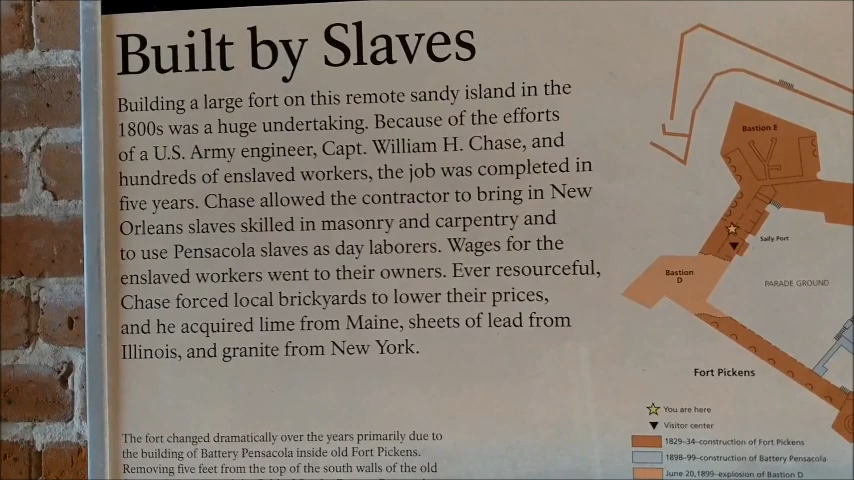 Built by Slaves
Building a large fort on this remote sandy island in the
1800s was a huge undertaking. Because of the efforts
of a U.S. Army engineer, Capt. William H. Chase, and
hundreds of enslaved workers, the job was completed in
five years. Chase allowed the contractor to bring in New
Orleans slaves skilled in masonry and carpentry and
to use Pensacola slaves as day laborers. Wages for the
enslaved workers went to their owners. Ever resourceful,
Chase forced local brickyards to lower their prices,
and he acquired lime from Maine, sheets of lead from
Illinois, and granite from New York.
The fort changed dramatically over the years primarily due to
the building of Battery Pensacola inside old Fort Pickens.
Removing five feet from the top of the south walls of the old
Bastion E
Sally Port
Bastion
D
PARADE GROUND
Fort Pickens
You are here
Visitor center
1829–34–construction of Fort Pickens
1898–99–construction of Battery Pensacola
June 20,1899–explosion of Bastion D